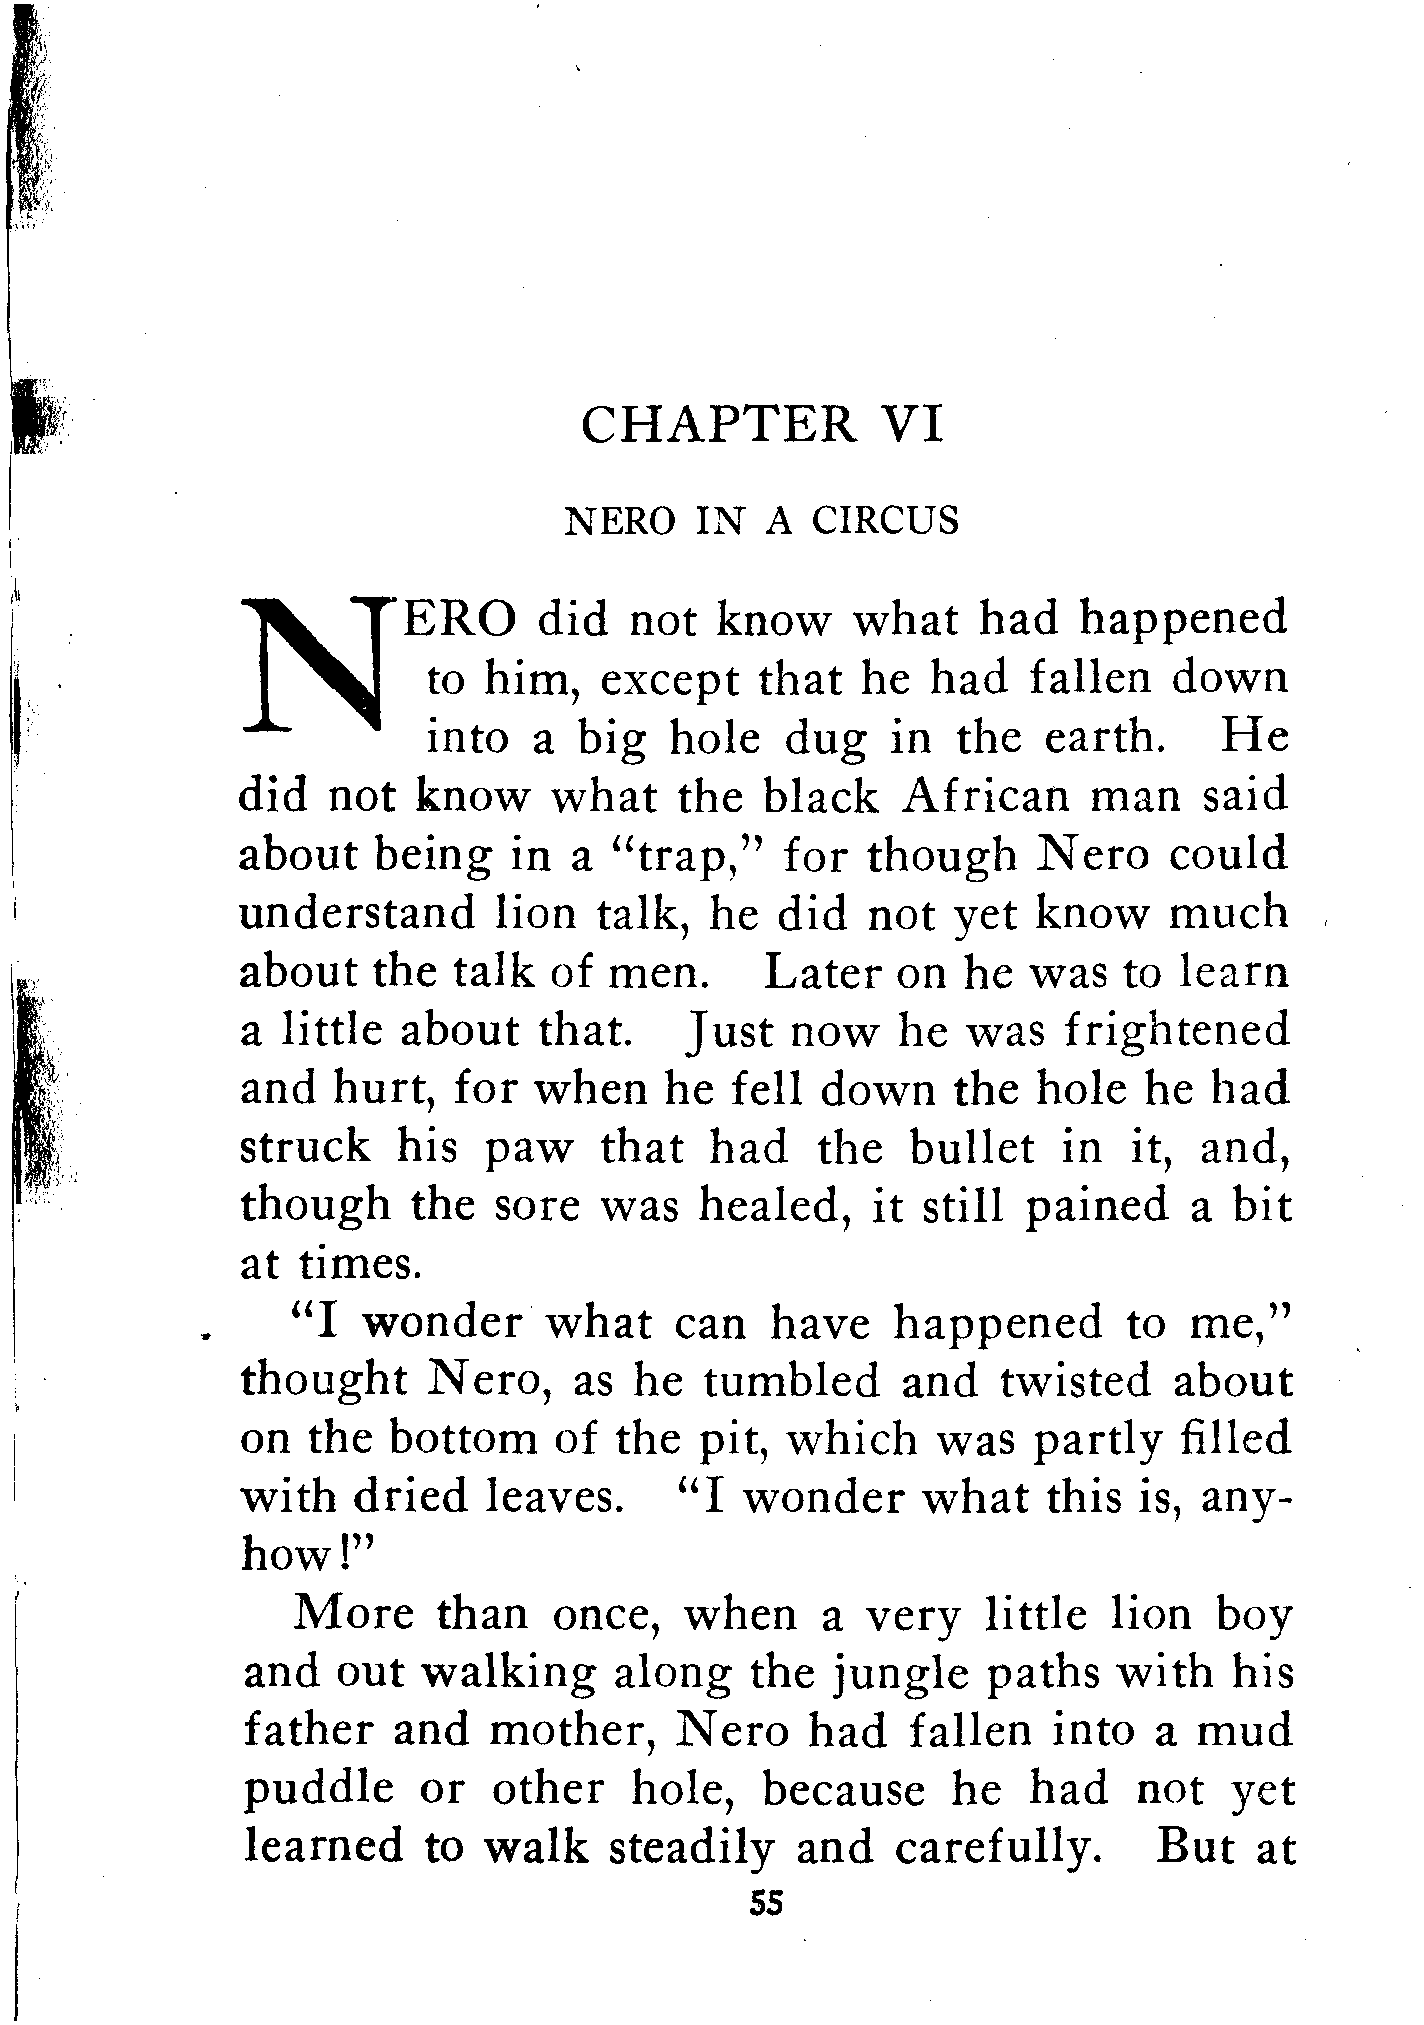 CHAPTER VI
NERO IN A CIRCUS
NERO did not know what had happened
to him, except that he had fallen down
into a big hole dug in the earth. He
did not know what the black African man said
about being in a “trap,” for though Nero could
understand lion talk, he did not yet know much
about the talk of men. Later on he was to learn
a little about that. Just now he was frightened
and hurt, for when he fell down the hole he had
struck his paw that had the bullet in it, and,
though the sore was healed, it still pained a bit
at times.
“I wonder what can have happened to me,”
thought Nero, as he tumbled and twisted about
on the bottom of the pit, which was partly filled
with dried leaves. “I wonder what this is, any-
how!”
More than once, when a very little lion boy
and out walking along the jungle paths with his
father and mother, Nero had fallen into a mud
puddle or other hole, because he had not yet
learned to walk steadily and carefully. But at
55